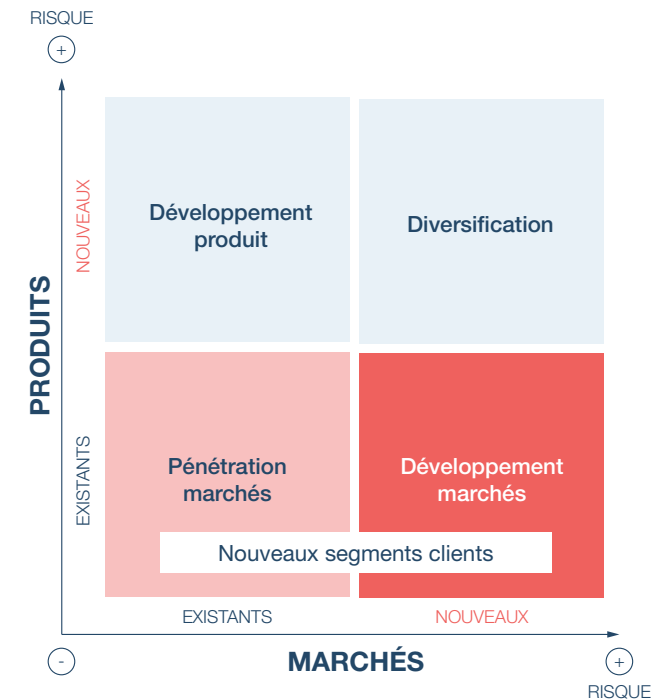 RISQUE
+
NOUVEAUX
Développement
produit
Diversification
PRODUITS
EXISTANTS
Pénétration
marchés
Développement
marchés
Nouveaux segments clients
EXISTANTS
NOUVEAUX
-
MARCHÉS
+
RISQUE